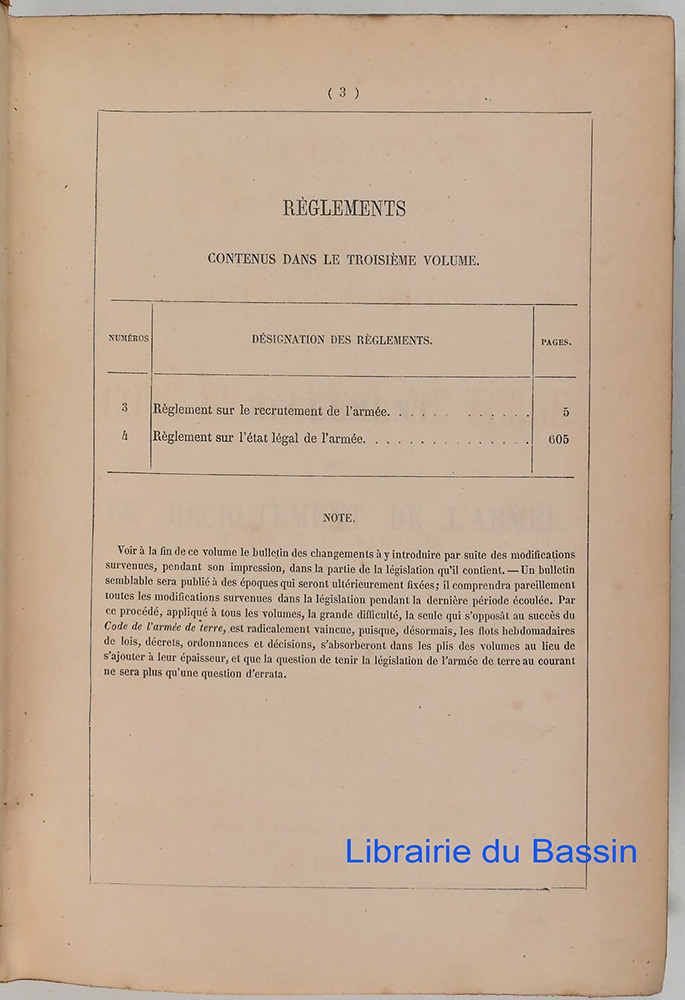 ( 3 )
RÈGLEMENTS
CONTENUS DANS LE TROISIÈME VOLUME.
NUMÉROS DÉSIGNATION DES RÈGLEMENTS. PAGES.
3 Règlement sur le recrutement de l'armée. . . . . . . . . . . . . 5
4 Règlement sur l'état légal de l'armée. . . . . . . . . . . . . . . 605
NOTE.
Voir à la fin de ce volume le bulletin des changements à y introduire par suite des modifications
survenues, pendant son impression, dans la partie de la législation qu'il contient. — Un bulletin
semblable sera publié à des époques qui seront ultérieurement fixées; il comprendra pareillement
toutes les modifications survenues dans la législation pendant la dernière période écoulée. Par
ce procédé, appliqué à tous les volumes, la grande difficulté, la seule qui s'opposât au succès du
Code de l'armée de terre, est radicalement vaincue, puisque, désormais, les flots hebdomadaires
de lois, décrets, ordonnances et décisions, s'absorberont dans les plis des volumes au lieu de
s'ajouter à leur épaisseur, et que la question de tenir la législation de l'armée de terre au courant
ne sera plus qu'une question d'errata.
Librairie du Bassin